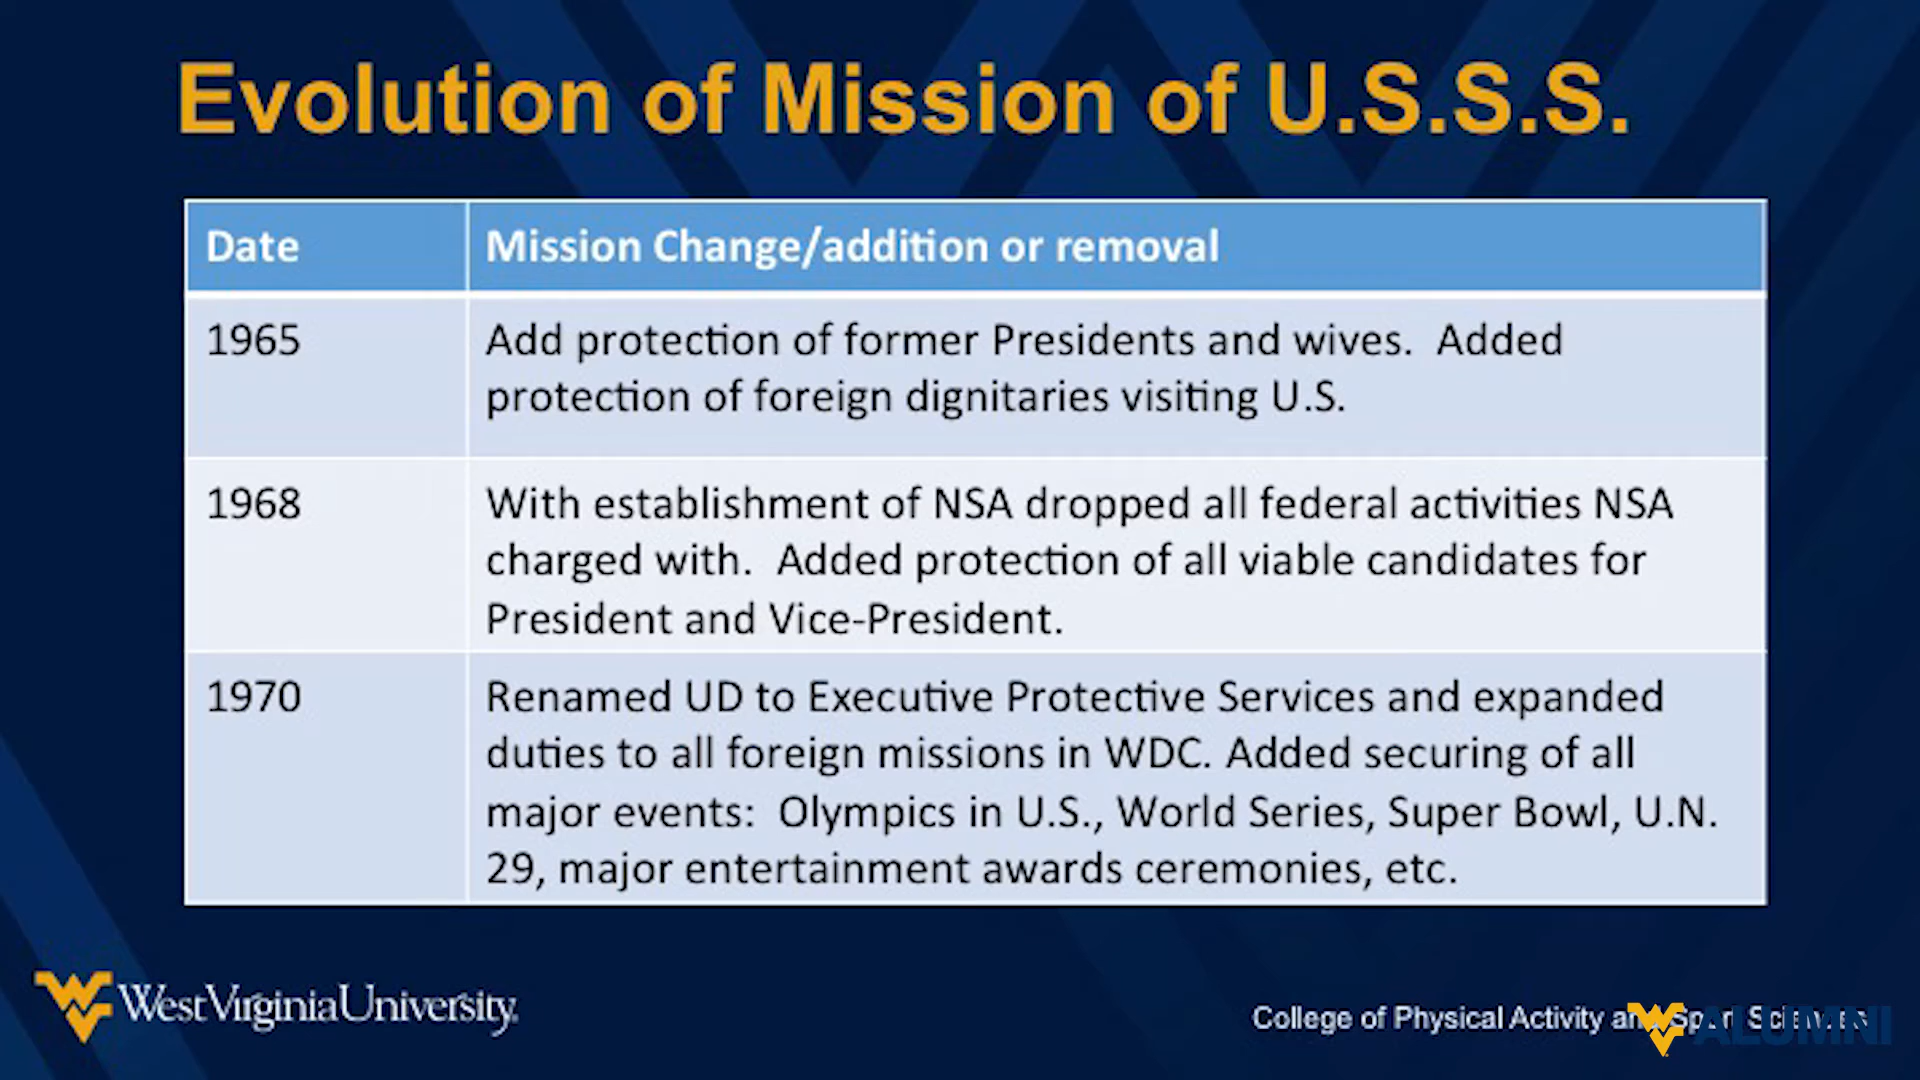 Evolution of Mission of U.S.S.S.
Date
Mission Change/addition or removal
1965
Add protection of former Presidents and wives.  Added
protection of foreign dignitaries visiting U.S.
1968
With establishment of NSA dropped all federal activities NSA
charged with.  Added protection of all viable candidates for
President and Vice-President.
1970
Renamed UD to Executive Protective Services and expanded
duties to all foreign missions in WDC. Added securing of all
major events:  Olympics in U.S., World Series, Super Bowl, U.N.
29, major entertainment awards ceremonies, etc.
WestVirginiaUniversity.
College of Physical Activity and Sport Sciences
ALUMNI